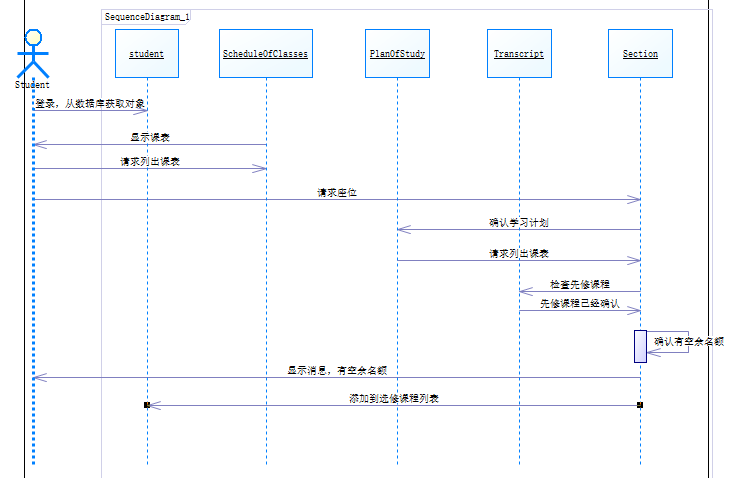 SequenceDiagram_1
student
ScheduleOfClasses
PlanOfStudy
Transcript
Section
Student
登录，从数据库获取对象
显示课表
请求列出课表
请求座位
确认学习计划
请求列出课表
检查先修课程
先修课程已经确认
确认有空余名额
显示消息，有空余名额
添加到选修课程列表